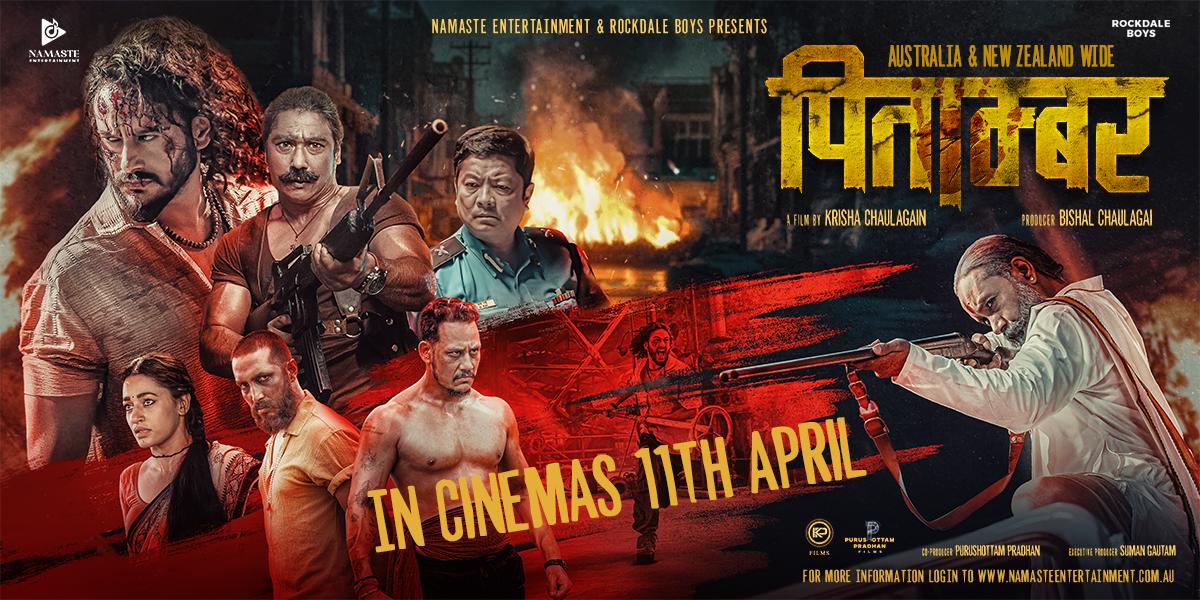 NAMASTE
ENTERTAINMENT
NAMASTE ENTERTAINMENT & ROCKDALE BOYS PRESENTS
ROCKDALE
BOYS
AUSTRALIA & NEW ZEALAND WIDE
पिताम्बर
A FILM BY KRISHA CHAULAGAIN
PRODUCER BISHAL CHAULAGAI
IN CINEMAS 11TH APRIL
FILMS
PURUSHOTTAM
PRADHAN
FILMS
CO-PRODUCER PURUSHOTTAM PRADHAN
EXECUTIVE PRODUCER SUMAN GAUTAM
FOR MORE INFORMATION LOGIN TO WWW.NAMASTEENTERTAINMENT.COM.AU